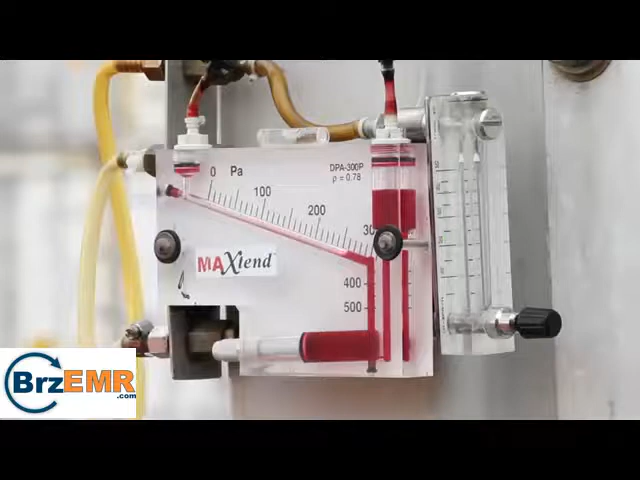 0 Pa
DPA-300P
ρ = 0.78
100
200
30
400
500
MAXtend
BrzEMR
.com